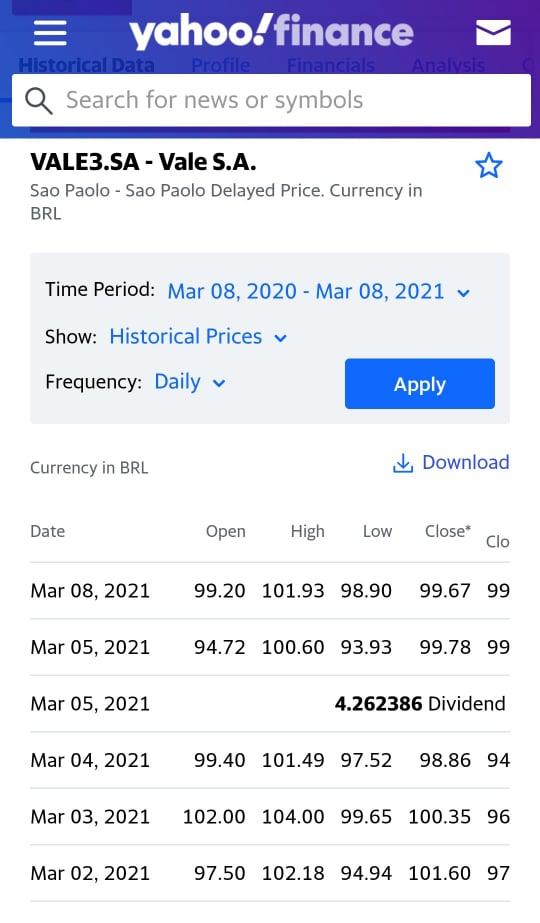 yahoo!finance
Historical Data Profile Financials Analysis
Search for news or symbols
VALE3.SA - Vale S.A.
Sao Paolo - Sao Paolo Delayed Price. Currency in
BRL
Time Period: Mar 08, 2020 - Mar 08, 2021
Show: Historical Prices
Frequency: Daily
Apply
Currency in BRL Download
Date Open High Low Close* Clo
Mar 08, 2021 99.20 101.93 98.90 99.67 99
Mar 05, 2021 94.72 100.60 93.93 99.78 99
Mar 05, 2021 4.262386 Dividend
Mar 04, 2021 99.40 101.49 97.52 98.86 94
Mar 03, 2021 102.00 104.00 99.65 100.35 96
Mar 02, 2021 97.50 102.18 94.94 101.60 97